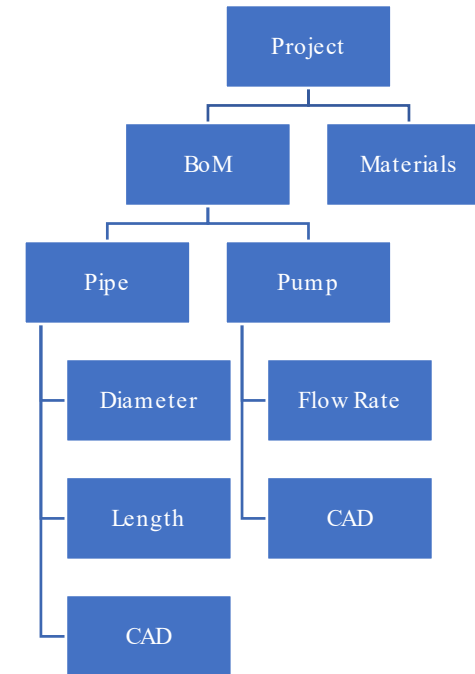 Project
BoM
Materials
Pipe
Pump
Diameter
Flow Rate
Length
CAD
CAD